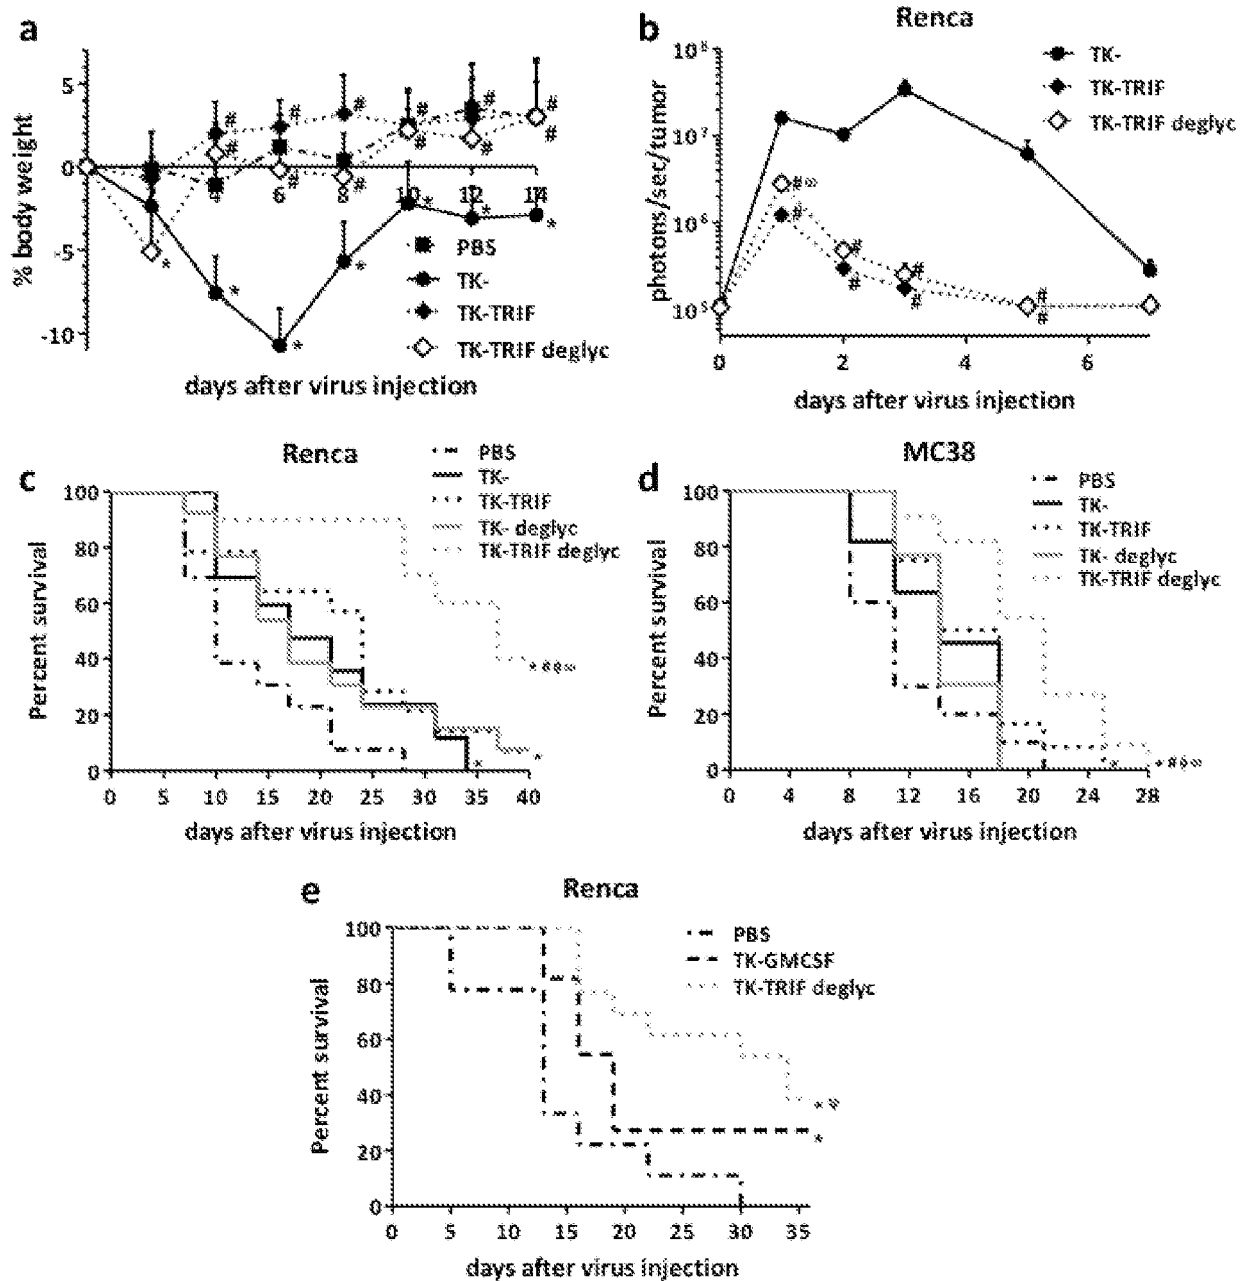 a
5
0
-5
-10
% body weight
4
6
8
10
12
14
PBS
TK-
TK-TRIF
TK-TRIF deglyc
days after virus injection
b
Renca
10⁸
10⁷
10⁶
10⁵
photons/sec/tumor
TK-
TK-TRIF
TK-TRIF deglyc
0 2 4 6
days after virus injection
c
Renca
PBS
TK-
TK-TRIF
TK- deglyc
TK-TRIF deglyc
100
80
60
40
20
0
Percent survival
0 5 10 15 20 25 30 35 40
days after virus injection
d
MC38
PBS
TK-
TK-TRIF
TK- deglyc
TK-TRIF deglyc
100
80
60
40
20
0
Percent survival
0 4 8 12 16 20 24 28
days after virus injection
e
Renca
PBS
TK-GMCSF
TK-TRIF deglyc
100
80
60
40
20
0
Percent survival
0 5 10 15 20 25 30 35
days after virus injection